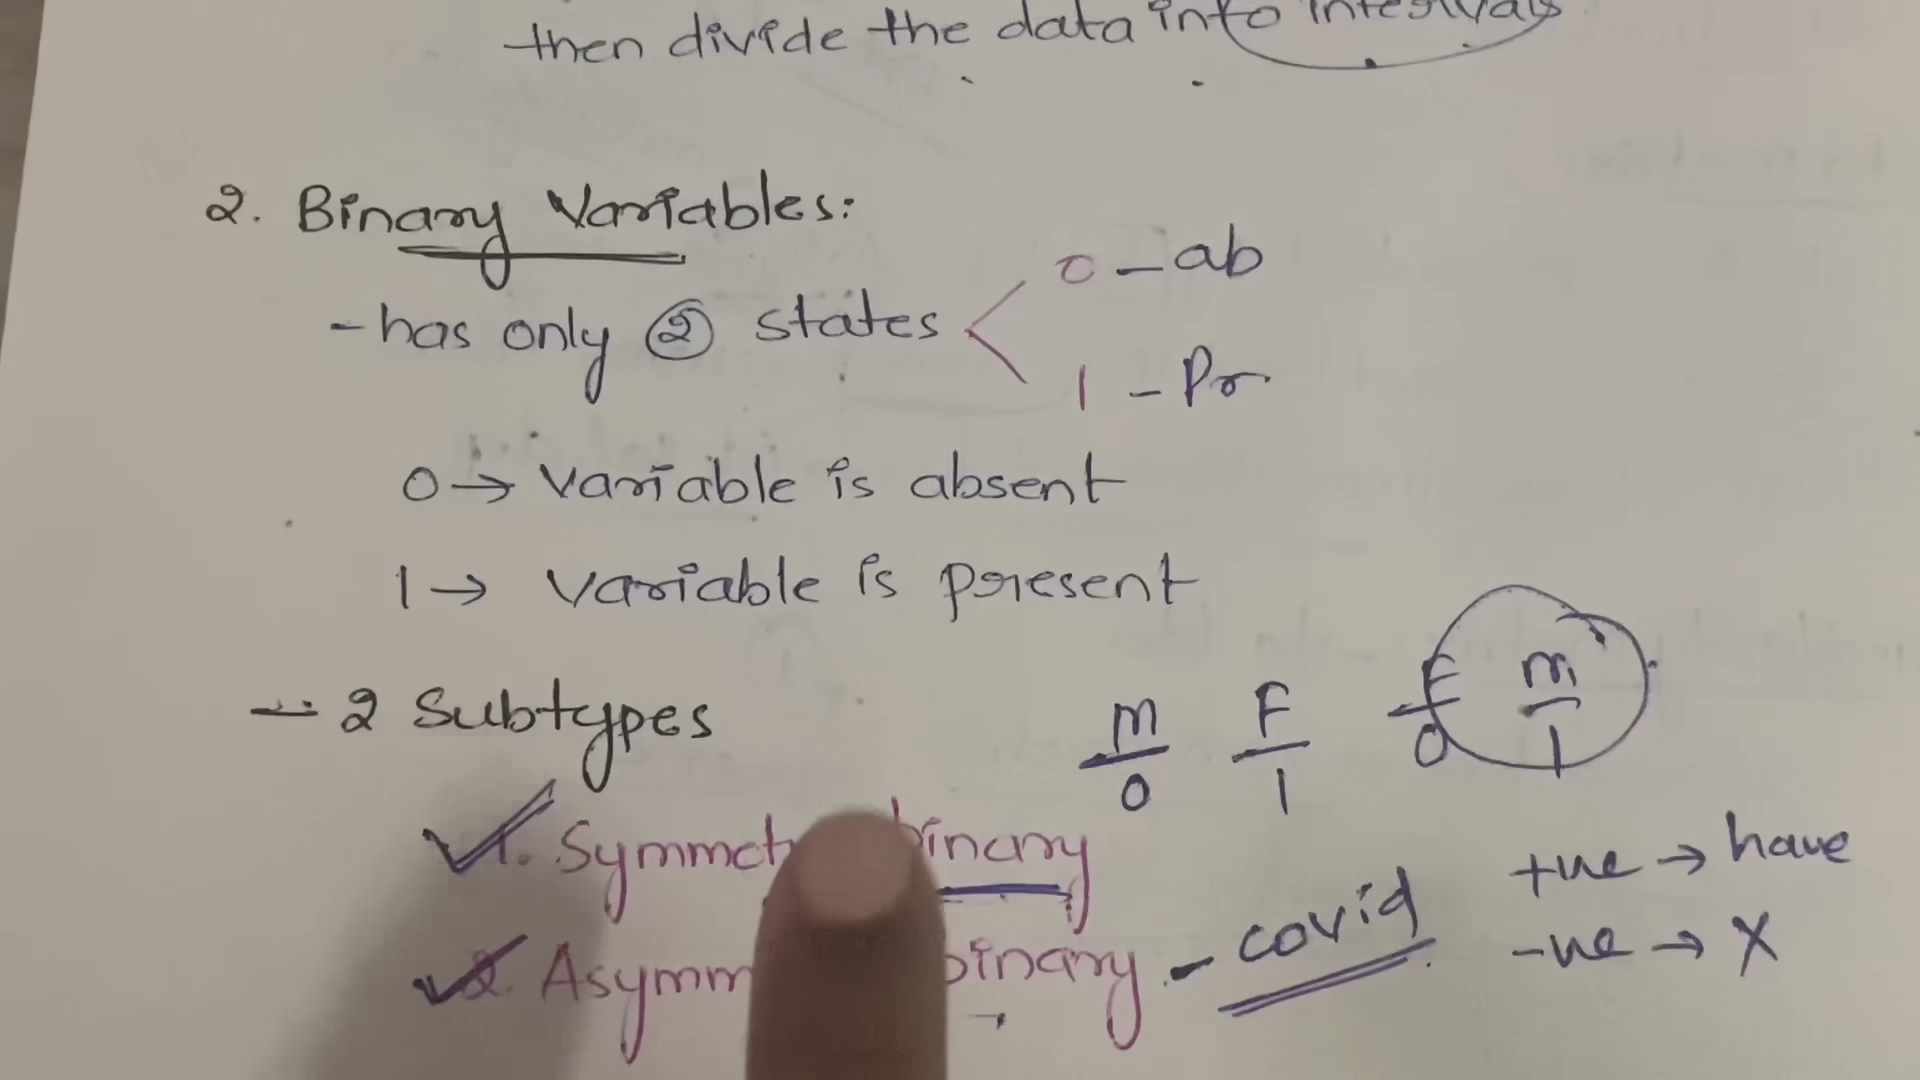 then divide the data into intervals
2. Binary Variables:
-has only 2 states
0 - ab
1 - Pr
0 → Variable is absent
1 → variable is present
- 2 Subtypes
M F F m
0 1 0 1
1. binary
2. binary - covid
+ve → have
-ve → X